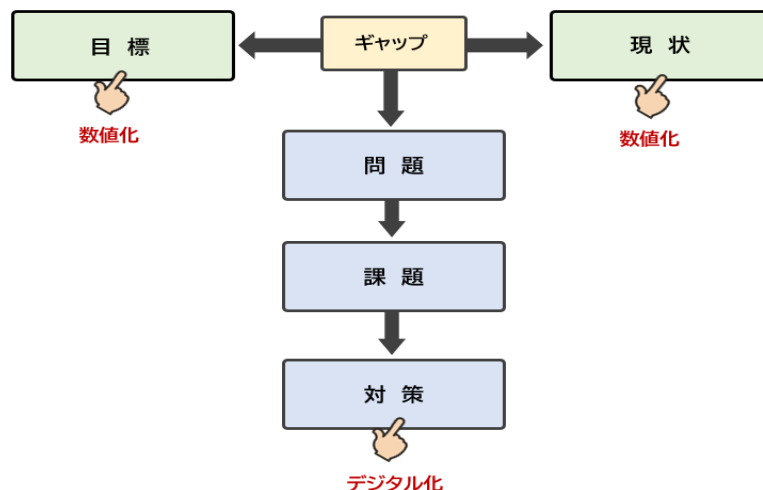 目 標
ギャップ
現 状
数値化
数値化
問 題
課 題
対 策
デジタル化